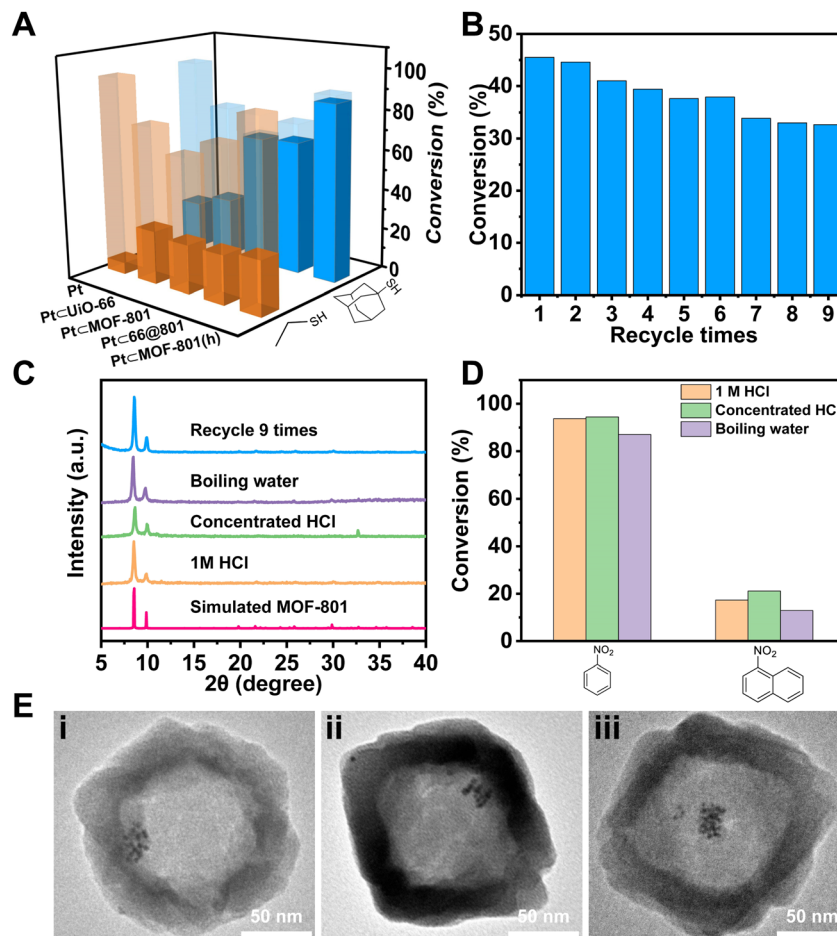 A
100
80
60
40
20
0
Conversion (%)
Pt
Pt⊂UiO-66
Pt⊂MOF-801
Pt⊂66@801
Pt⊂MOF-801(h)
SH
SH
B
50
40
30
20
10
0
Conversion (%)
1 2 3 4 5 6 7 8 9
Recycle times
C
Intensity (a.u.)
Recycle 9 times
Boiling water
Concentrated HCl
1M HCl
Simulated MOF-801
5 10 15 20 25 30 35 40
2θ (degree)
D
100
80
60
40
20
0
Conversion (%)
1 M HCl
Concentrated HC
Boiling water
NO₂
NO₂
E
i
50 nm
ii
50 nm
iii
50 nm